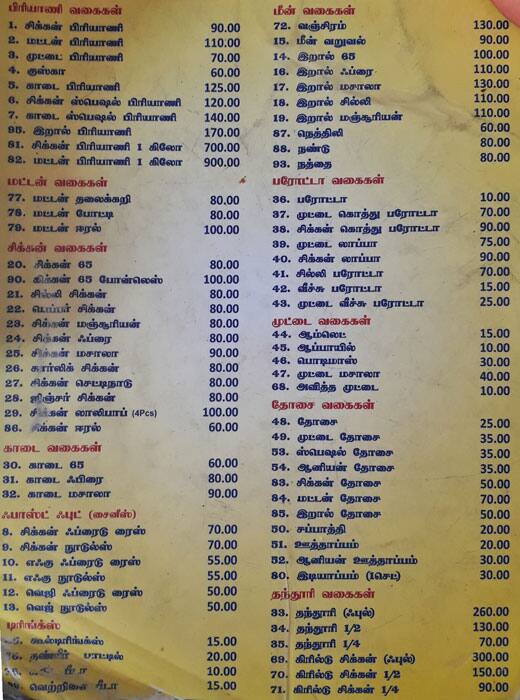 பிரியாணி வகைகள்
1. சிக்கன் பிரியாணி 90.00
2. மட்டன் பிரியாணி 110.00
3. முட்டை பிரியாணி 70.00
4. குஸ்கா 60.00
5. காடை பிரியாணி 125.00
6. சிக்கன் ஸ்பெஷல் பிரியாணி 120.00
7. காடை ஸ்பெஷல் பிரியாணி 140.00
95. இறால் பிரியாணி 170.00
81. சிக்கன் பிரியாணி 1 கிலோ 700.00
82. மட்டன் பிரியாணி 1 கிலோ 900.00
மட்டன் வகைகள்
77. மட்டன் தலைக்கறி 80.00
78. மட்டன் போட்டி 80.00
79. மட்டன் ஈரல் 100.00
சிக்கன் வகைகள்
20. சிக்கன் 65 80.00
90. சிக்கன் 65 போன்லெஸ் 100.00
21. சில்லி சிக்கன் 80.00
22. பெப்பர் சிக்கன் 80.00
23. சிக்கன் மஞ்சூரியன் 80.00
24. சிக்கன் ஃப்ரை 80.00
25. சிக்கன் மசாலா 90.00
26. கார்லிக் சிக்கன் 80.00
27. சிக்கன் செட்டிநாடு 80.00
28. ஜிஞ்சர் சிக்கன் 80.00
29. சிக்கன் லாலிபாப் (4Pcs) 100.00
86. சிக்கன் ஈரல் 60.00
காடை வகைகள்
30. காடை 65 60.00
31. காடை ஃபிரை 80.00
32. காடை மசாலா 90.00
ஃபாஸ்ட் ஃபுட் (சைனீஸ்)
8. சிக்கன் ஃப்ரைடு ரைஸ் 70.00
9. சிக்கன் நூடுல்ஸ் 70.00
10. எஃகு ஃப்ரைடு ரைஸ் 55.00
11. எஃகு நூடுல்ஸ் 55.00
12. வெஜி ஃப்ரைடு ரைஸ் 50.00
13. வெஜ் நூடுல்ஸ் 50.00
டிரிங்க்ஸ்
கூல்டிரிங்க்ஸ் 15.00
தண்ணீர் பாட்டில் 20.00
பீடா 10.00
வெற்றிலை பீடா 15.00
மீன் வகைகள்
72. வஞ்சிரம் 130.00
15. மீன் வறுவல் 90.00
14. இறால் 65 100.00
16. இறால் ஃப்ரை 110.00
17. இறால் மசாலா 130.00
18. இறால் சில்லி 110.00
19. இறால் மஞ்சூரியன் 110.00
87. நெத்திலி 60.00
88. நண்டு 80.00
93. நத்தை 80.00
பரோட்டா வகைகள்
36. பரோட்டா 10.00
37. முட்டை கொத்து பரோட்டா 70.00
38. சிக்கன் கொத்து பரோட்டா 90.00
39. முட்டை லாப்பா 75.00
40. சிக்கன் லாப்பா 90.00
41. சில்லி பரோட்டா 70.00
42. வீச்சு பரோட்டா 15.00
43. முட்டை வீச்சு பரோட்டா 25.00
முட்டை வகைகள்
44. ஆம்லெட் 15.00
45. ஆப்பாயில் 10.00
46. பொடிமாஸ் 30.00
47. முட்டை மசாலா 40.00
68. அவித்த முட்டை 10.00
தோசை வகைகள்
48. தோசை 25.00
49. முட்டை தோசை 35.00
53. ஸ்பெஷல் தோசை 35.00
54. ஆனியன் தோசை 35.00
83. சிக்கன் தோசை 50.00
84. மட்டன் தோசை 70.00
85. இறால் தோசை 50.00
50. சப்பாத்தி 20.00
51. ஊத்தாப்பம் 20.00
52. ஆனியன் ஊத்தாப்பம் 30.00
80. இடியாப்பம் (1செட்) 30.00
தந்தூரி வகைகள்
33. தந்தூரி (ஃபுல்) 260.00
34. தந்தூரி 1/2 130.00
35. தந்தூரி 1/4 70.00
69. கிரில்டு சிக்கன் (ஃபுல்) 300.00
70. கிரில்டு சிக்கன் 1/2 150.00
71. கிரில்டு சிக்கன் 1/4 90.00